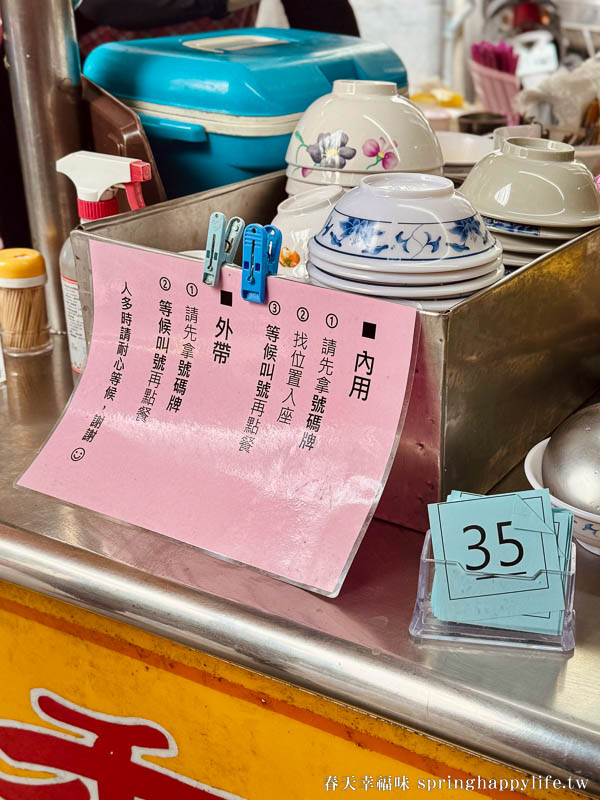 ■ 內用
① 請先拿號碼牌
② 找位置入座
③ 等候叫號再點餐
■ 外帶
① 請先拿號碼牌
② 等候叫號再點餐
人多時請耐心等候，謝謝☺
35
春天幸福味 springhappylife.tw